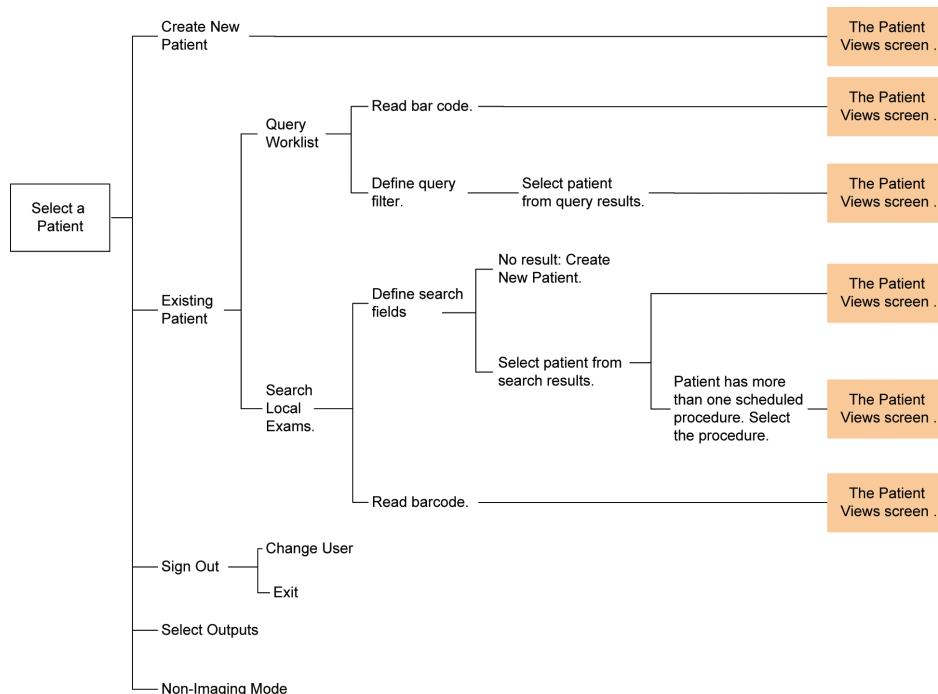 Create New
Patient
The Patient
Views screen .
Read bar code.
The Patient
Views screen .
Query
Worklist
Define query
filter.
Select patient
from query results.
The Patient
Views screen .
Select a
Patient
No result: Create
New Patient.
Existing
Patient
Define search
fields
The Patient
Views screen .
Select patient from
search results.
Patient has more
than one scheduled
procedure. Select
the procedure.
The Patient
Views screen .
Search
Local
Exams.
Read barcode.
The Patient
Views screen .
Sign Out
Change User
Exit
Select Outputs
Non-Imaging Mode